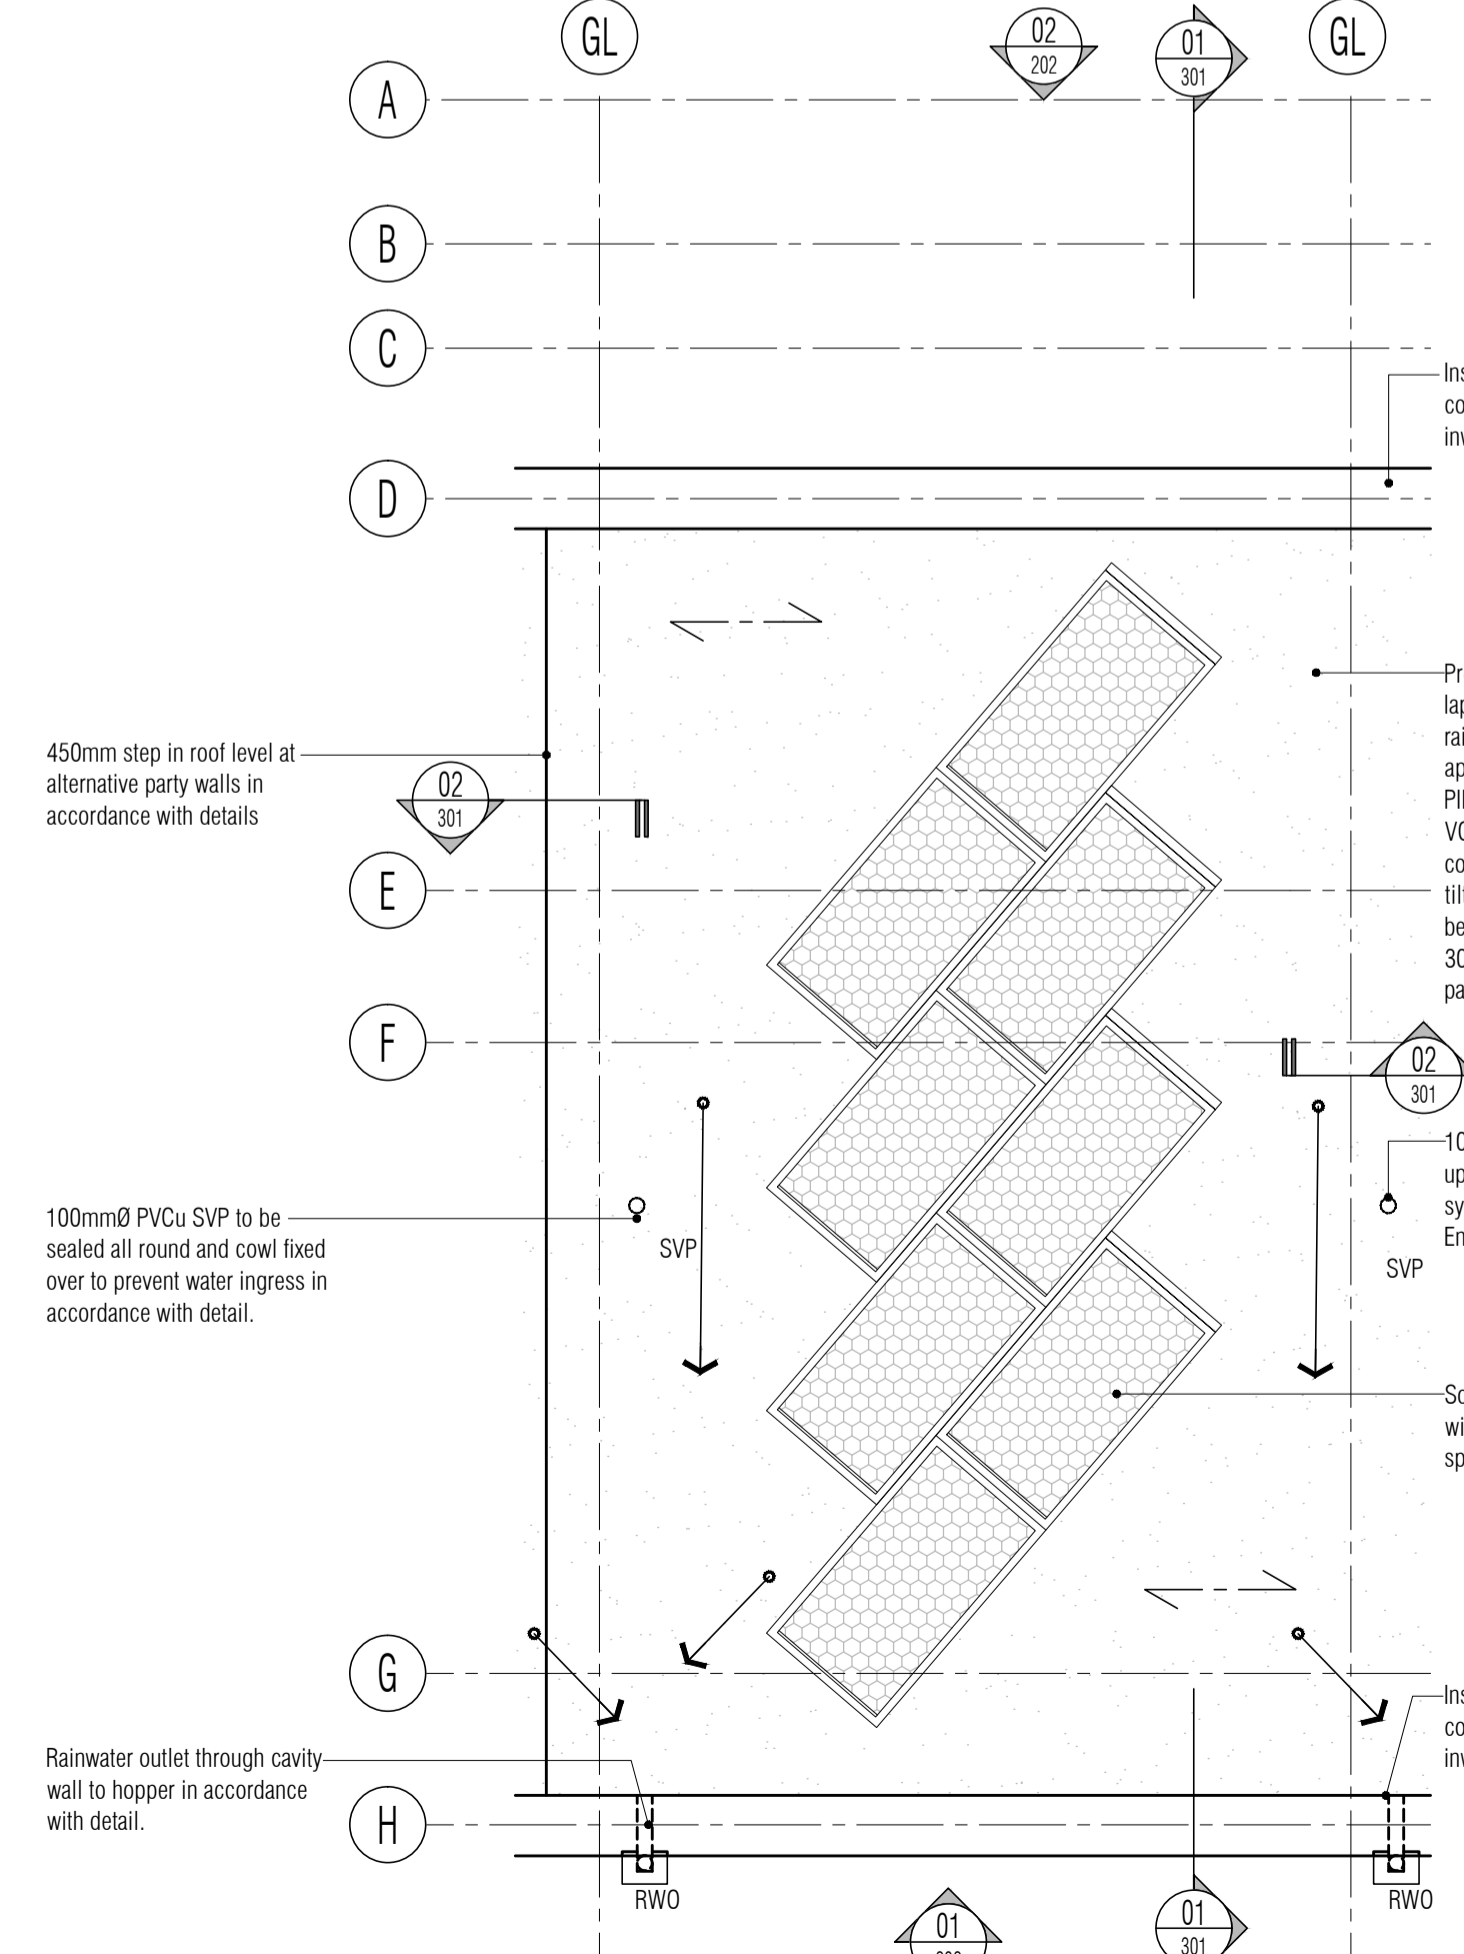 GL
02
202
01
301
GL
A
B
C
D
450mm step in roof level at
alternative party walls in
accordance with details
02
301
E
F
02
301
100mmØ PVCu SVP to be
sealed all round and cowl fixed
over to prevent water ingress in
accordance with detail.
SVP
SVP
G
Rainwater outlet through cavity
wall to hopper in accordance
with detail.
H
RWO
RWO
01
01
301